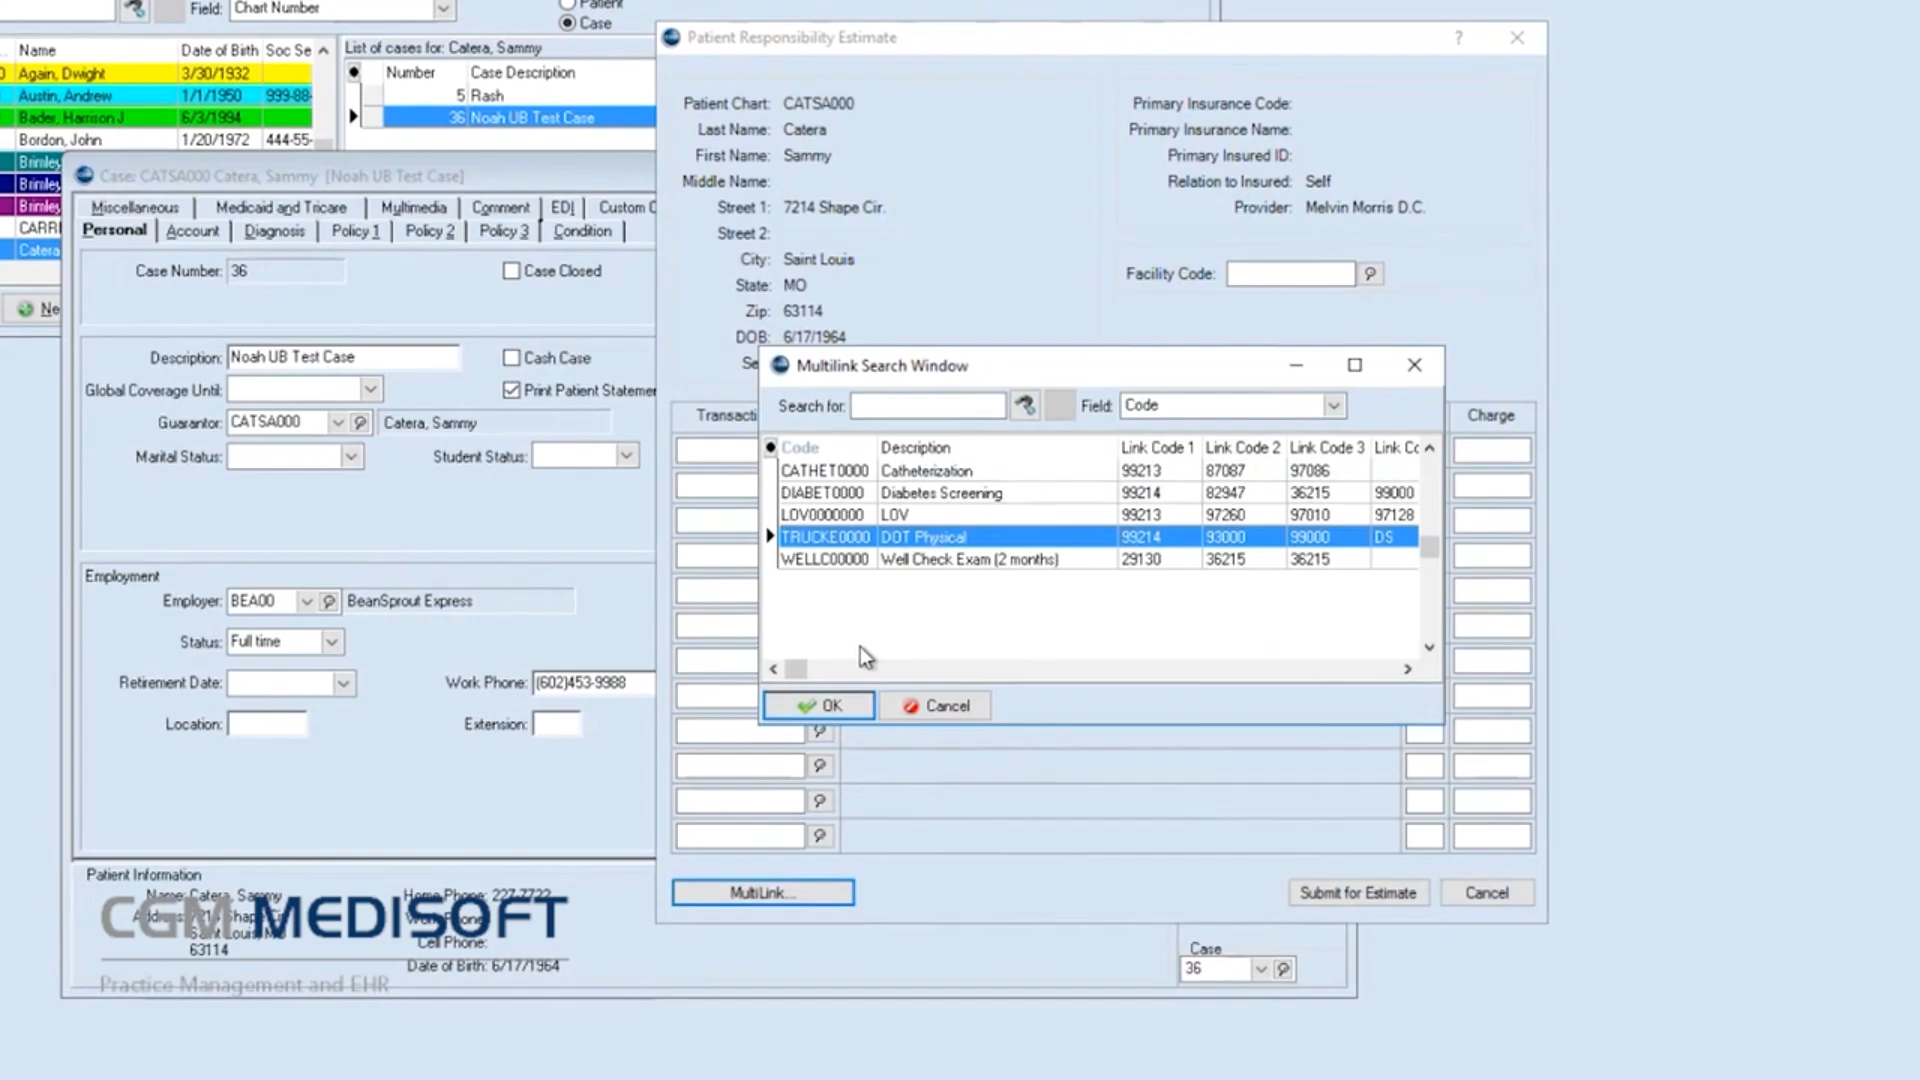 Field: Chart Number
Patient
Case
Name Date of Birth Soc Se
Again, Dwight 3/30/1932
Austin, Andrew 1/1/1950 999-88-
Bader, Harrison J 6/3/1994
Bordon, John 1/20/1972 444-55-
Brimley
Brimley
Brimley
CARRI
Catera
Ne
List of cases for: Catera, Sammy
Number Case Description
5 Rash
36 Noah UB Test Case
Case: CATSA000 Catera, Sammy [Noah UB Test Case]
Miscellaneous Medicaid and Tricare Multimedia Comment EDI Custom C
Personal Account Diagnosis Policy 1 Policy 2 Policy 3 Condition
Case Number: 36
Case Closed
Description: Noah UB Test Case
Cash Case
Global Coverage Until:
Print Patient Statemer
Guarantor: CATSA000 Catera, Sammy
Marital Status:
Student Status:
Employment
Employer: BEA00 BeanSprout Express
Status: Full time
Retirement Date:
Work Phone: (602)453-9988
Location:
Extension:
Patient Information
Name: Catera, Sammy
Home Phone: 227-7722
Saint Louis, MO
63114
Cell Phone:
Date of Birth: 6/17/1964
CGM MEDISOFT
Practice Management and EHR
Case
36
Patient Responsibility Estimate
?
Patient Chart: CATSA000
Last Name: Catera
First Name: Sammy
Middle Name:
Street 1: 7214 Shape Cir.
Street 2:
City: Saint Louis
State: MO
Zip: 63114
DOB: 6/17/1964
Se
Primary Insurance Code:
Primary Insurance Name:
Primary Insured ID:
Relation to Insured: Self
Provider: Melvin Morris D.C.
Facility Code:
Transacti
Charge
Multilink Search Window
Search for:
Field: Code
Code Description Link Code 1 Link Code 2 Link Code 3 Link Cc
CATHET0000 Catheterization 99213 87087 97086
DIABET0000 Diabetes Screening 99214 82947 36215 99000
LOV0000000 LOV 99213 97260 97010 97128
TRUCKE0000 DOT Physical 99214 93000 99000 DS
WELLC00000 Well Check Exam (2 months) 29130 36215 36215
OK
Cancel
MultiLink...
Submit for Estimate
Cancel